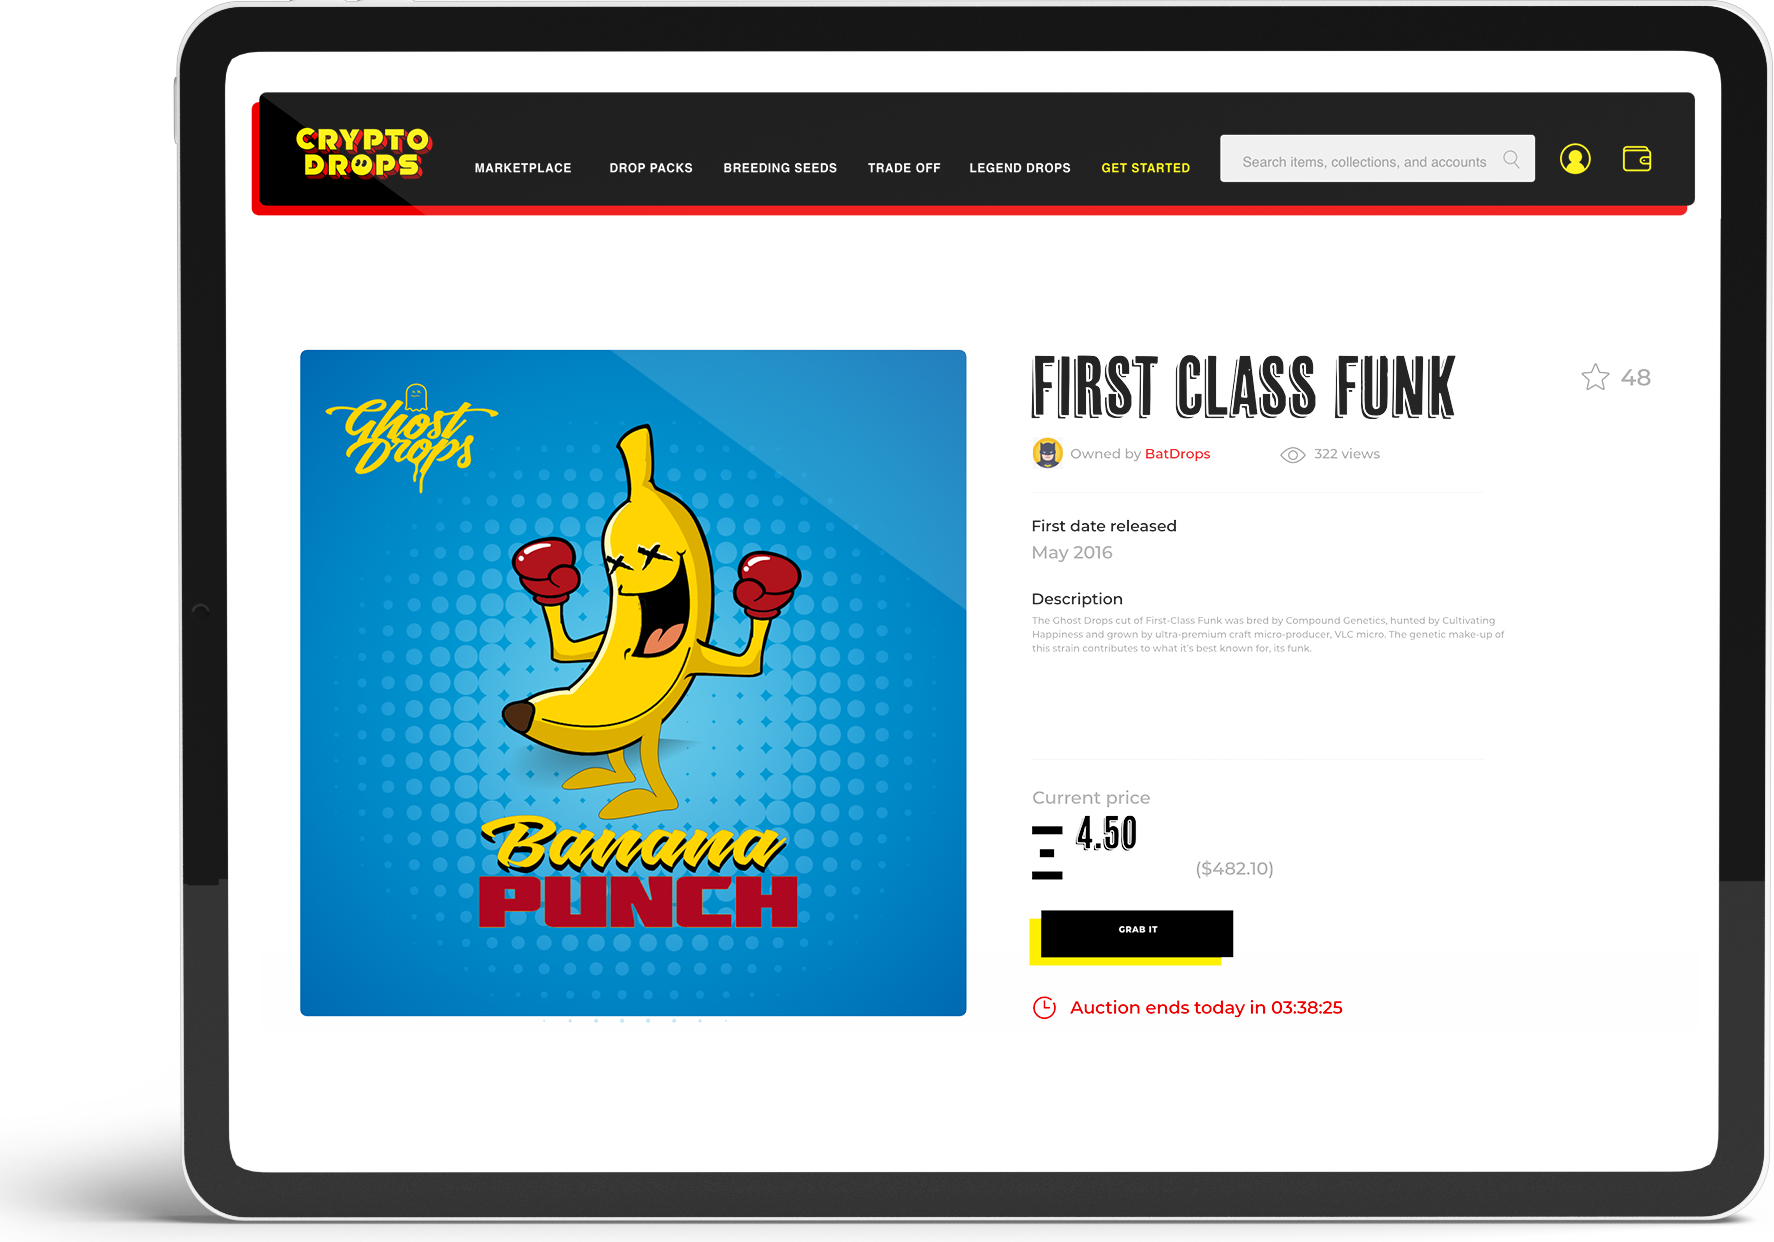 CRYPTO
DROPS
MARKETPLACE
DROP PACKS
BREEDING SEEDS
TRADE OFF
LEGEND DROPS
GET STARTED
Search items, collections, and accounts
Ghost
Drops
Banana
PUNCH
FIRST CLASS FUNK
48
Owned by BatDrops
322 views
First date released
May 2016
Description
The Ghost Drops cut of First-Class Funk was bred by Compound Genetics, hunted by Cultivating
Happiness and grown by ultra-premium craft micro-producer, VLC micro. The genetic make-up of
this strain contributes to what it's best known for, its funk.
Current price
4.50
($482.10)
GRAB IT
Auction ends today in 03:38:25